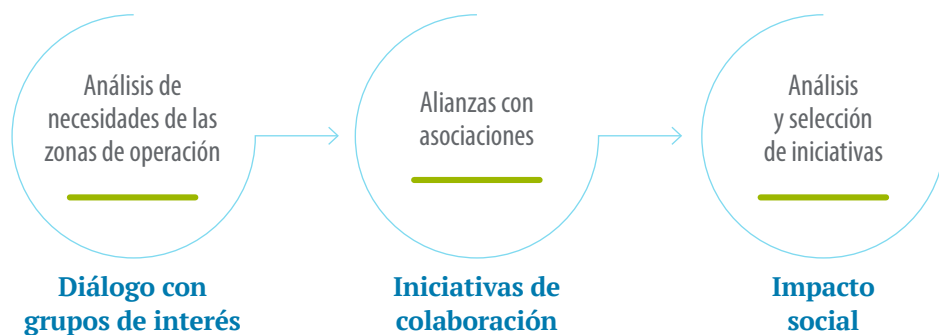 Análisis de
necesidades de las
zonas de operación
Diálogo con
grupos de interés
Alianzas con
asociaciones
Iniciativas de
colaboración
Análisis
y selección
de iniciativas
Impacto
social